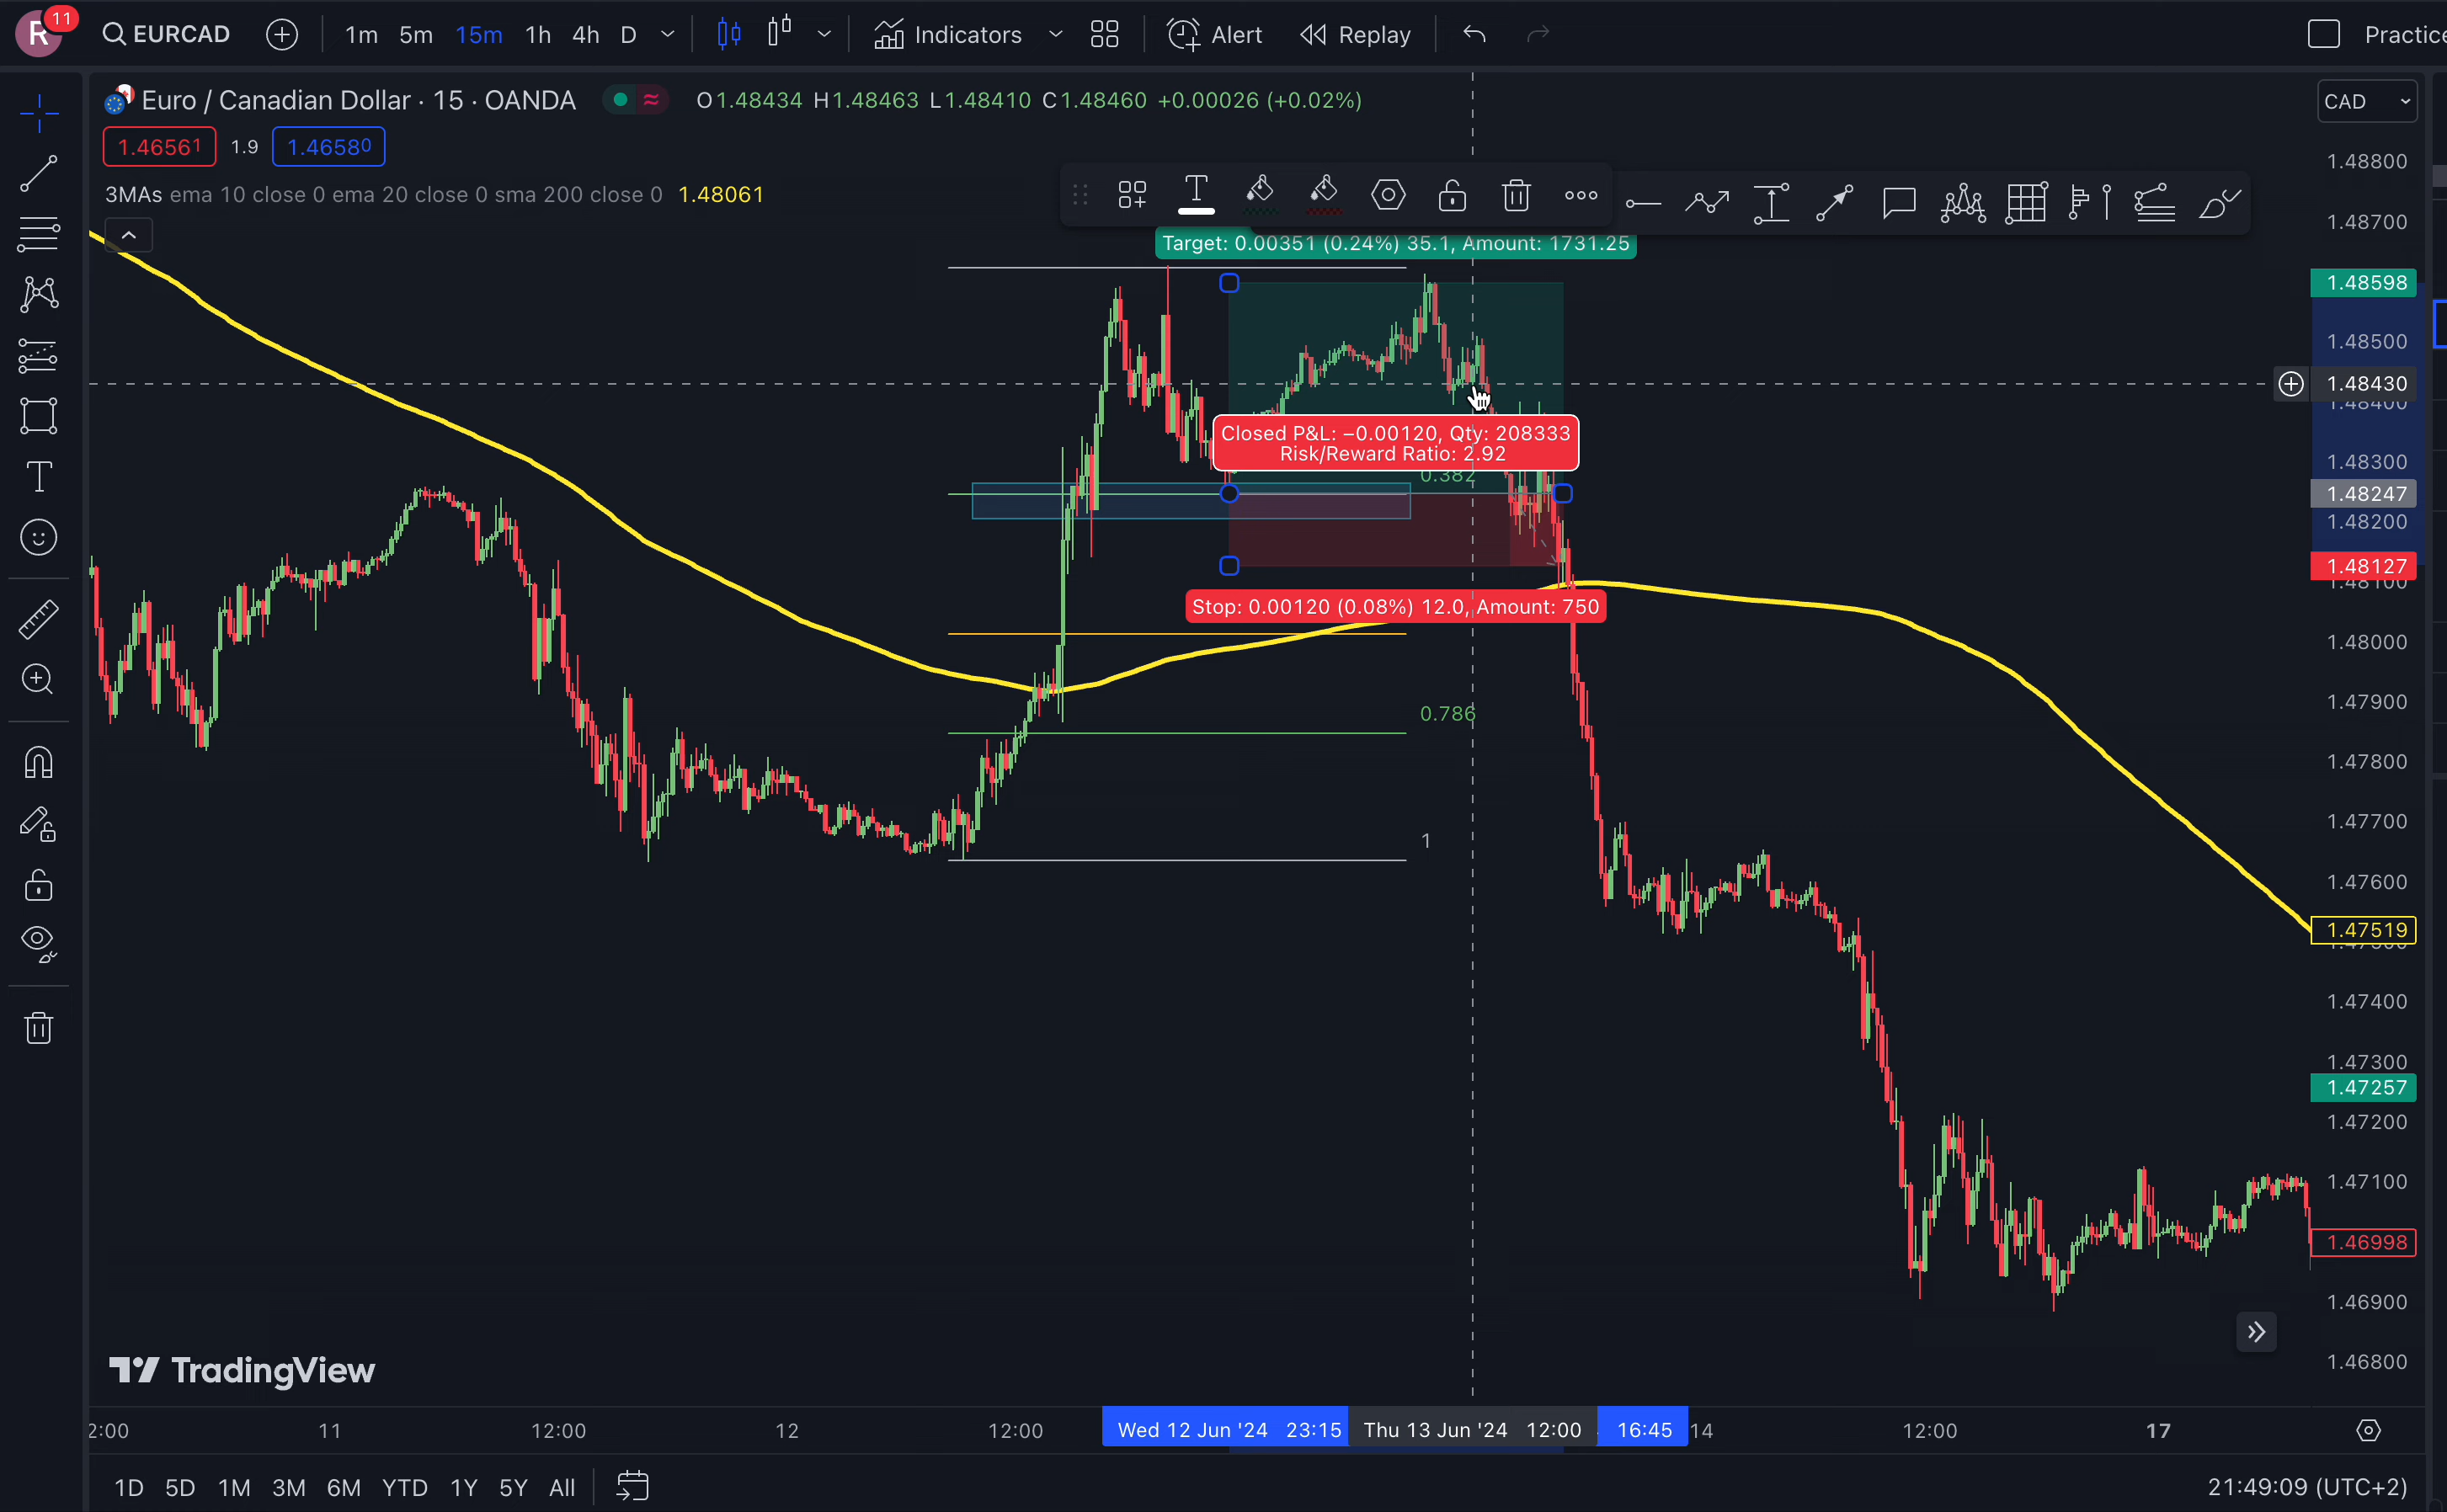 R 11 EURCAD 1m 5m 15m 1h 4h D Indicators Alert Replay Practice
Euro / Canadian Dollar · 15 · OANDA O1.48434 H1.48463 L1.48410 C1.48460 +0.00026 (+0.02%) CAD
1.46561 1.9 1.46580
3MAs ema 10 close 0 ema 20 close 0 sma 200 close 0 1.48061
Target: 0.00351 (0.24%) 35.1, Amount: 1731.25
Closed P&L: −0.00120, Qty: 208333
Risk/Reward Ratio: 2.92
0.382
Stop: 0.00120 (0.08%) 12.0, Amount: 750
0.786
1
1.48800
1.48700
1.48598
1.48500
1.48430
1.48400
1.48300
1.48247
1.48200
1.48127
1.48100
1.48000
1.47900
1.47800
1.47700
1.47600
1.47519
1.47400
1.47300
1.47257
1.47200
1.47100
1.46998
1.46900
1.46800
TradingView
2:00 11 12:00 12 12:00 Wed 12 Jun '24 23:15 Thu 13 Jun '24 12:00 16:45 14 12:00 17
1D 5D 1M 3M 6M YTD 1Y 5Y All 21:49:09 (UTC+2)